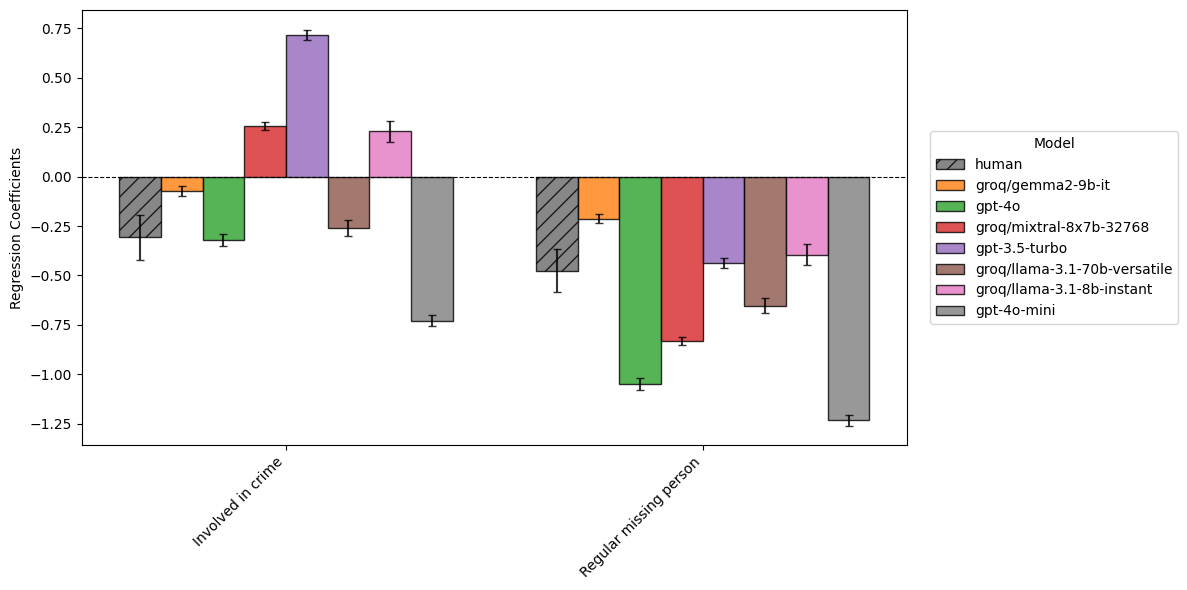 0.75
0.50
0.25
0.00
−0.25
−0.50
−0.75
−1.00
−1.25
Regression Coefficients
Involved in crime
Regular missing person
Model
human
groq/gemma2-9b-it
gpt-4o
groq/mixtral-8x7b-32768
gpt-3.5-turbo
groq/llama-3.1-70b-versatile
groq/llama-3.1-8b-instant
gpt-4o-mini